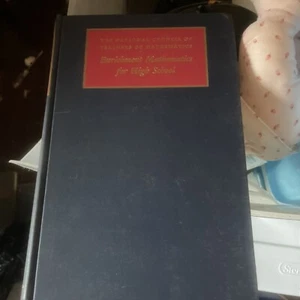 THE NATIONAL COUNCIL OF
TEACHERS OF MATHEMATICS
Enrichment Mathematics
for High School